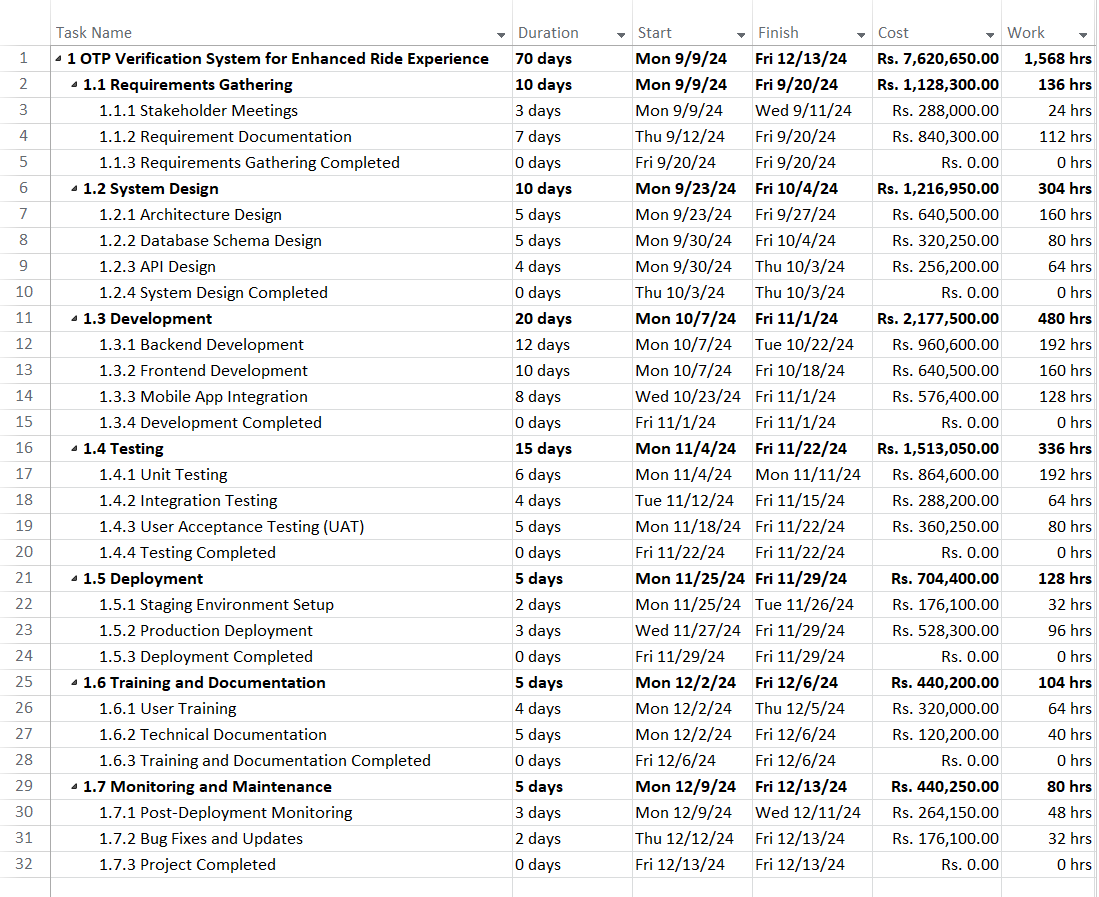 Task Name Duration Start Finish Cost Work
1 1 OTP Verification System for Enhanced Ride Experience 70 days Mon 9/9/24 Fri 12/13/24 Rs. 7,620,650.00 1,568 hrs
2 1.1 Requirements Gathering 10 days Mon 9/9/24 Fri 9/20/24 Rs. 1,128,300.00 136 hrs
3 1.1.1 Stakeholder Meetings 3 days Mon 9/9/24 Wed 9/11/24 Rs. 288,000.00 24 hrs
4 1.1.2 Requirement Documentation 7 days Thu 9/12/24 Fri 9/20/24 Rs. 840,300.00 112 hrs
5 1.1.3 Requirements Gathering Completed 0 days Fri 9/20/24 Fri 9/20/24 Rs. 0.00 0 hrs
6 1.2 System Design 10 days Mon 9/23/24 Fri 10/4/24 Rs. 1,216,950.00 304 hrs
7 1.2.1 Architecture Design 5 days Mon 9/23/24 Fri 9/27/24 Rs. 640,500.00 160 hrs
8 1.2.2 Database Schema Design 5 days Mon 9/30/24 Fri 10/4/24 Rs. 320,250.00 80 hrs
9 1.2.3 API Design 4 days Mon 9/30/24 Thu 10/3/24 Rs. 256,200.00 64 hrs
10 1.2.4 System Design Completed 0 days Thu 10/3/24 Thu 10/3/24 Rs. 0.00 0 hrs
11 1.3 Development 20 days Mon 10/7/24 Fri 11/1/24 Rs. 2,177,500.00 480 hrs
12 1.3.1 Backend Development 12 days Mon 10/7/24 Tue 10/22/24 Rs. 960,600.00 192 hrs
13 1.3.2 Frontend Development 10 days Mon 10/7/24 Fri 10/18/24 Rs. 640,500.00 160 hrs
14 1.3.3 Mobile App Integration 8 days Wed 10/23/24 Fri 11/1/24 Rs. 576,400.00 128 hrs
15 1.3.4 Development Completed 0 days Fri 11/1/24 Fri 11/1/24 Rs. 0.00 0 hrs
16 1.4 Testing 15 days Mon 11/4/24 Fri 11/22/24 Rs. 1,513,050.00 336 hrs
17 1.4.1 Unit Testing 6 days Mon 11/4/24 Mon 11/11/24 Rs. 864,600.00 192 hrs
18 1.4.2 Integration Testing 4 days Tue 11/12/24 Fri 11/15/24 Rs. 288,200.00 64 hrs
19 1.4.3 User Acceptance Testing (UAT) 5 days Mon 11/18/24 Fri 11/22/24 Rs. 360,250.00 80 hrs
20 1.4.4 Testing Completed 0 days Fri 11/22/24 Fri 11/22/24 Rs. 0.00 0 hrs
21 1.5 Deployment 5 days Mon 11/25/24 Fri 11/29/24 Rs. 704,400.00 128 hrs
22 1.5.1 Staging Environment Setup 2 days Mon 11/25/24 Tue 11/26/24 Rs. 176,100.00 32 hrs
23 1.5.2 Production Deployment 3 days Wed 11/27/24 Fri 11/29/24 Rs. 528,300.00 96 hrs
24 1.5.3 Deployment Completed 0 days Fri 11/29/24 Fri 11/29/24 Rs. 0.00 0 hrs
25 1.6 Training and Documentation 5 days Mon 12/2/24 Fri 12/6/24 Rs. 440,200.00 104 hrs
26 1.6.1 User Training 4 days Mon 12/2/24 Thu 12/5/24 Rs. 320,000.00 64 hrs
27 1.6.2 Technical Documentation 5 days Mon 12/2/24 Fri 12/6/24 Rs. 120,200.00 40 hrs
28 1.6.3 Training and Documentation Completed 0 days Fri 12/6/24 Fri 12/6/24 Rs. 0.00 0 hrs
29 1.7 Monitoring and Maintenance 5 days Mon 12/9/24 Fri 12/13/24 Rs. 440,250.00 80 hrs
30 1.7.1 Post-Deployment Monitoring 3 days Mon 12/9/24 Wed 12/11/24 Rs. 264,150.00 48 hrs
31 1.7.2 Bug Fixes and Updates 2 days Thu 12/12/24 Fri 12/13/24 Rs. 176,100.00 32 hrs
32 1.7.3 Project Completed 0 days Fri 12/13/24 Fri 12/13/24 Rs. 0.00 0 hrs